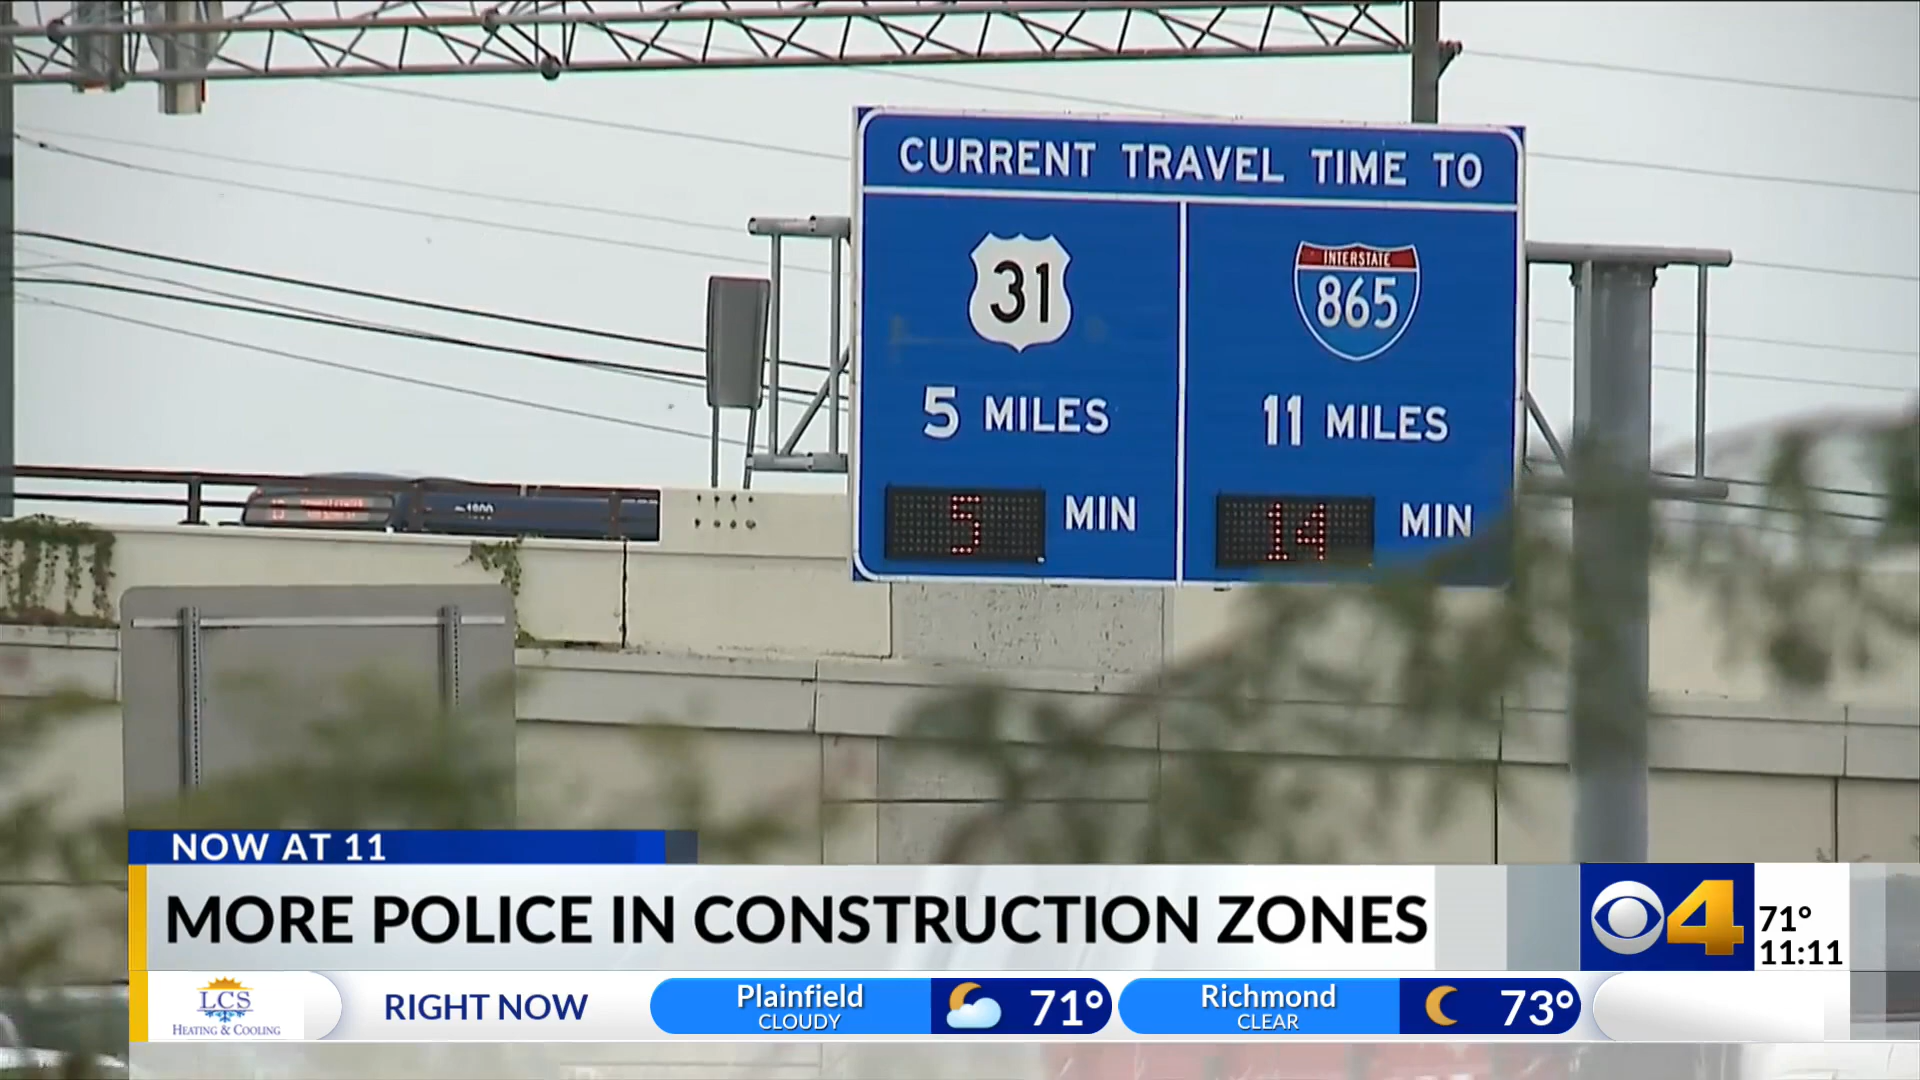 CURRENT TRAVEL TIME TO
31
INTERSTATE
865
5 MILES
11 MILES
5 MIN
14 MIN
NOW AT 11
MORE POLICE IN CONSTRUCTION ZONES
4
71°
11:11
LCS
HEATING & COOLING
RIGHT NOW
Plainfield
CLOUDY
71°
Richmond
CLEAR
73°